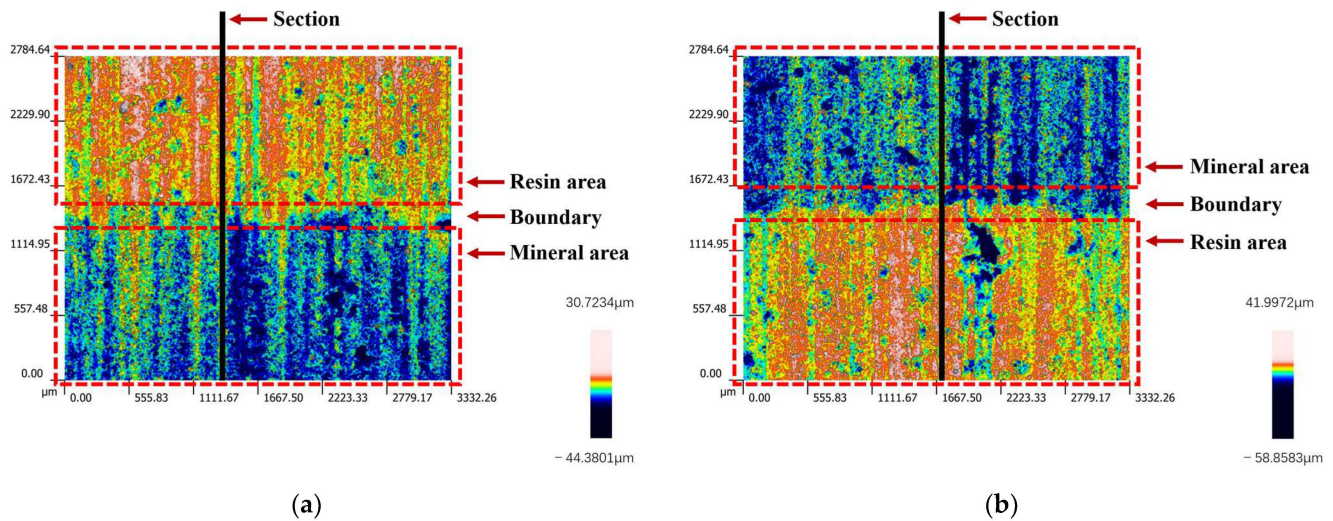 Section
2784.64
2229.90
1672.43
1114.95
557.48
0.00
μm
0.00
555.83
1111.67
1667.50
2223.33
2779.17
3332.26
Resin area
Boundary
Mineral area
30.7234μm
－44.3801μm
(a)
Section
2784.64
2229.90
1672.43
1114.95
557.48
0.00
μm
0.00
555.83
1111.67
1667.50
2223.33
2779.17
3332.26
Mineral area
Boundary
Resin area
41.9972μm
－58.8583μm
(b)